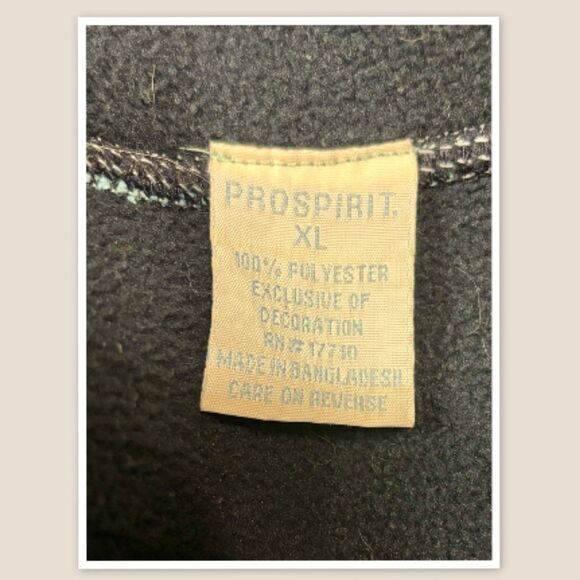 PROSPIRIT.
XL
100% POLYESTER
EXCLUSIVE OF
DECORATION
RN # 17710
MADE IN BANGLADESH
CARE ON REVERSE